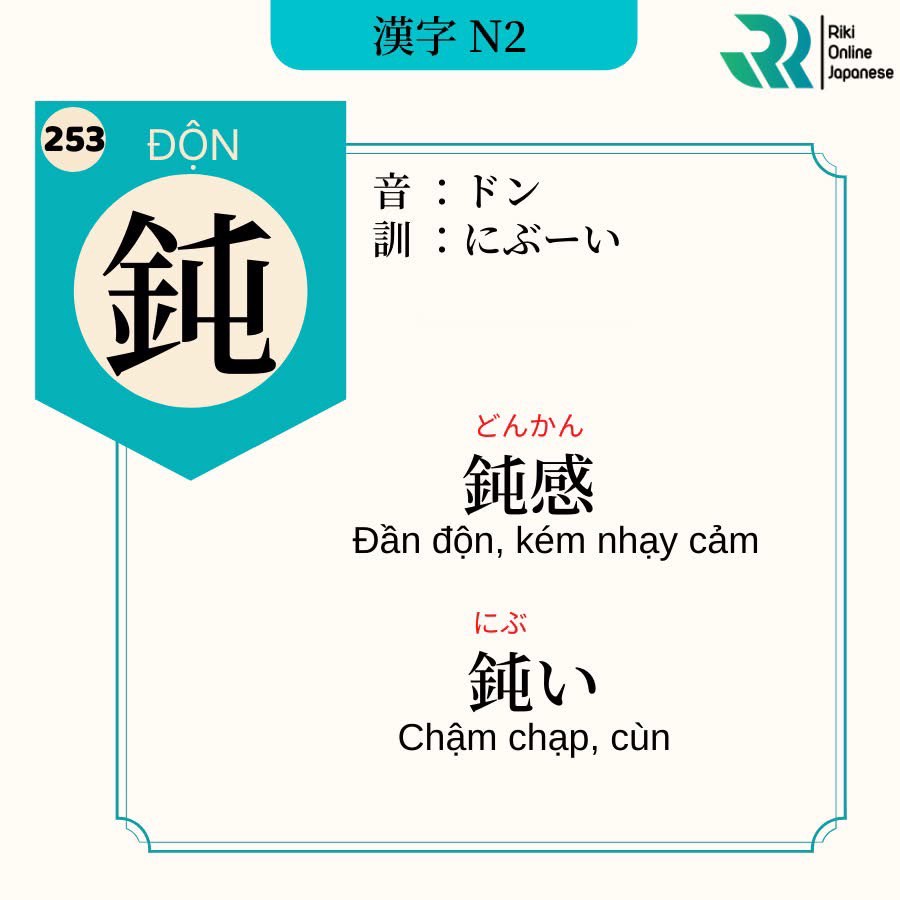 漢字 N2
Riki
Online
Japanese
253
ĐỘN
鈍
音 ：ドン
訓 ：にぶーい
どんかん
鈍感
Đần độn, kém nhạy cảm
にぶ
鈍い
Chậm chạp, cùn